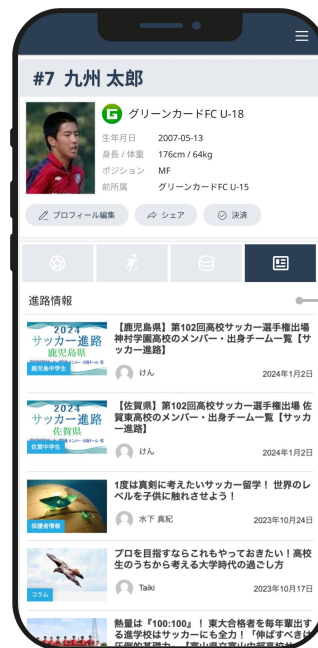 #7 九州 太郎
G グリーンカードFC U-18
生年月日 2007-05-13
身長 / 体重 176cm / 64kg
ポジション MF
前所属 グリーンカードFC U-15
プロフィール編集 シェア 決済
進路情報
2024
サッカー進路
鹿児島県
鹿児島中学生
【鹿児島県】第102回高校サッカー選手権出場
神村学園高校のメンバー・出身チーム一覧【サ
ッカー進路】
けん 2024年1月2日
2024
サッカー進路
佐賀県
佐賀中学生
【佐賀県】第102回高校サッカー選手権出場 佐
賀東高校のメンバー・出身チーム一覧【サッカ
ー進路】
けん 2024年1月2日
保護者情報
1度は真剣に考えたいサッカー留学！ 世界のレ
ベルを子供に触れさせよう！
水下 真紀 2023年10月24日
コラム
プロを目指すならこれもやっておきたい！高校
生のうちから考える大学時代の過ごし方
Taiki 2023年10月17日
熱量は『100:100』！ 東大合格者を毎年輩出す
る進学校はサッカーにも全力！「伸ばすべきは
圧倒的基礎力」【富山県立富山中部高校サ